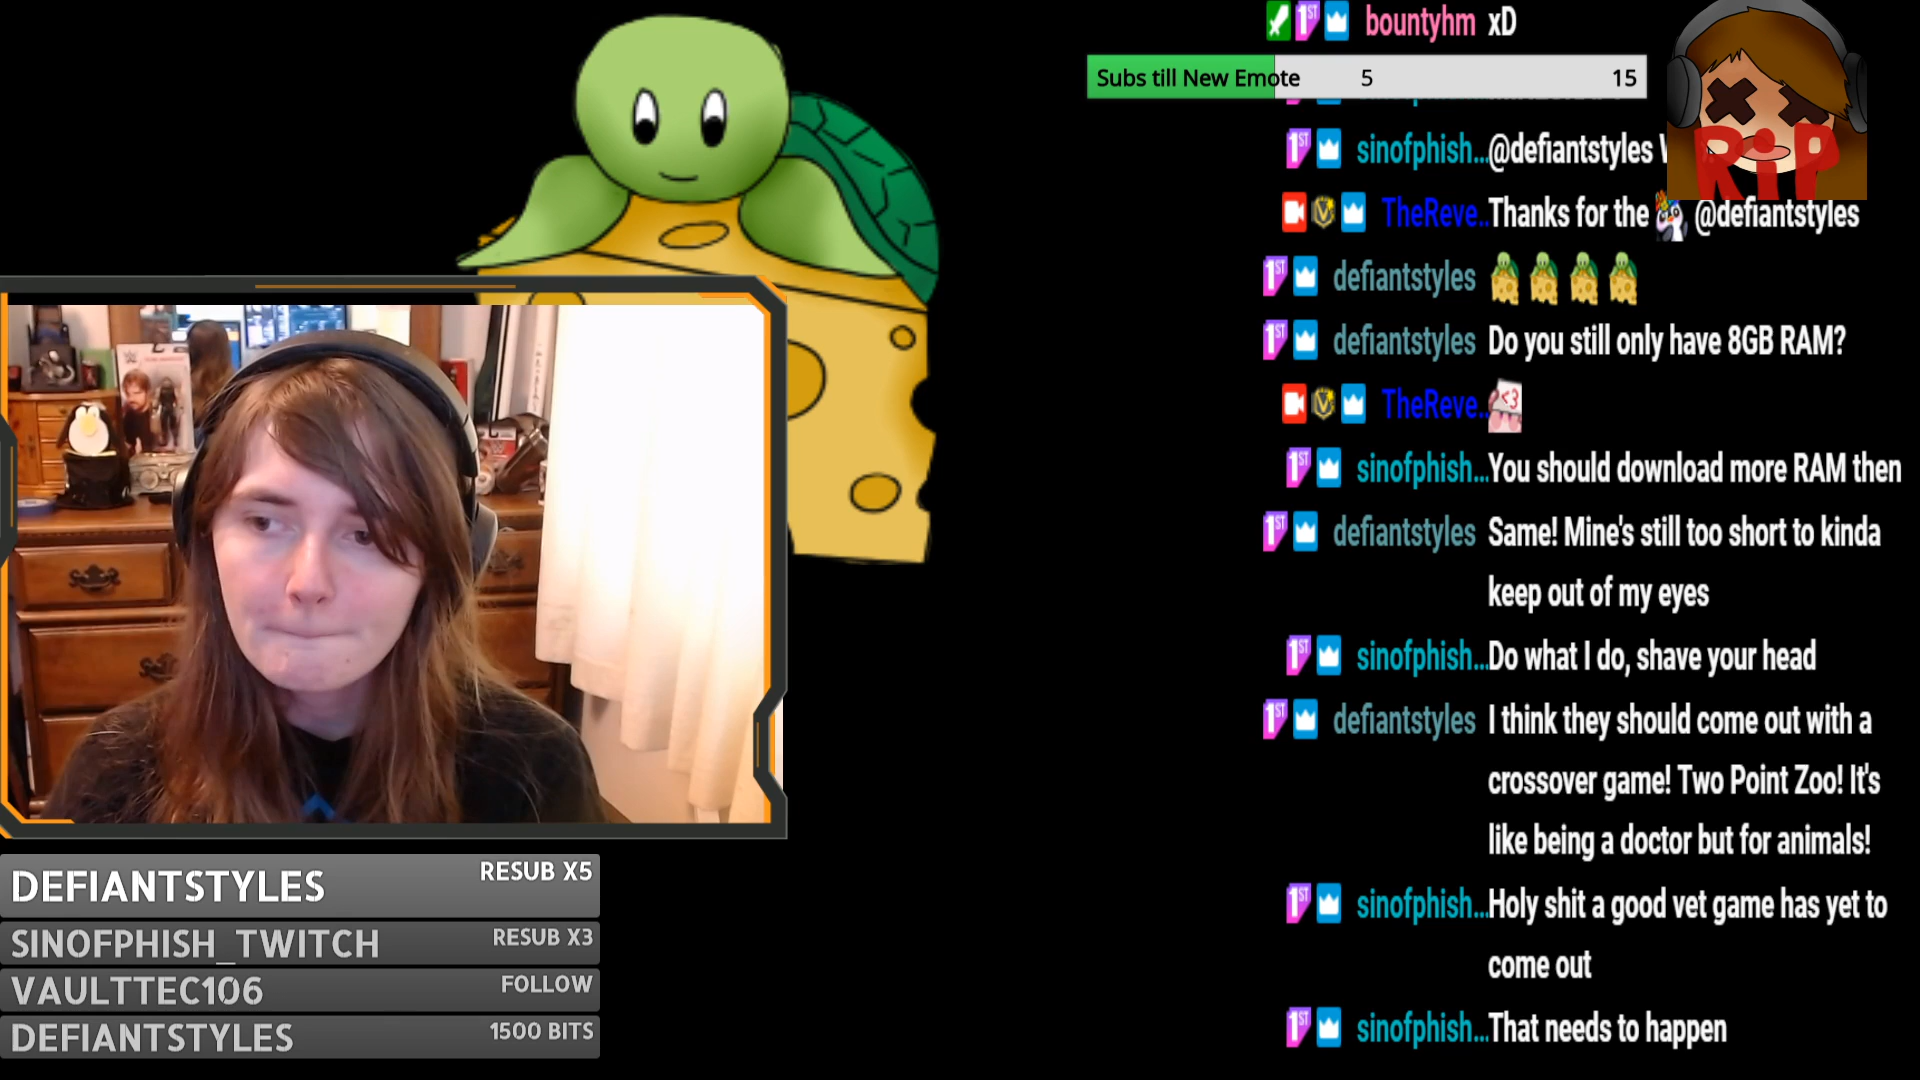 bountyhm xD
Subs till New Emote 5 15
sinofphish... @defiantstyles
RiP
TheReve.. Thanks for the @defiantstyles
defiantstyles
defiantstyles Do you still only have 8GB RAM?
TheReve.. <3
sinofphish... You should download more RAM then
defiantstyles Same! Mine's still too short to kinda
keep out of my eyes
sinofphish... Do what I do, shave your head
defiantstyles I think they should come out with a
crossover game! Two Point Zoo! It's
like being a doctor but for animals!
sinofphish... Holy shit a good vet game has yet to
come out
sinofphish... That needs to happen
DEFIANTSTYLES RESUB X5
SINOFPHISH_TWITCH RESUB X3
VAULTTEC106 FOLLOW
DEFIANTSTYLES 1500 BITS